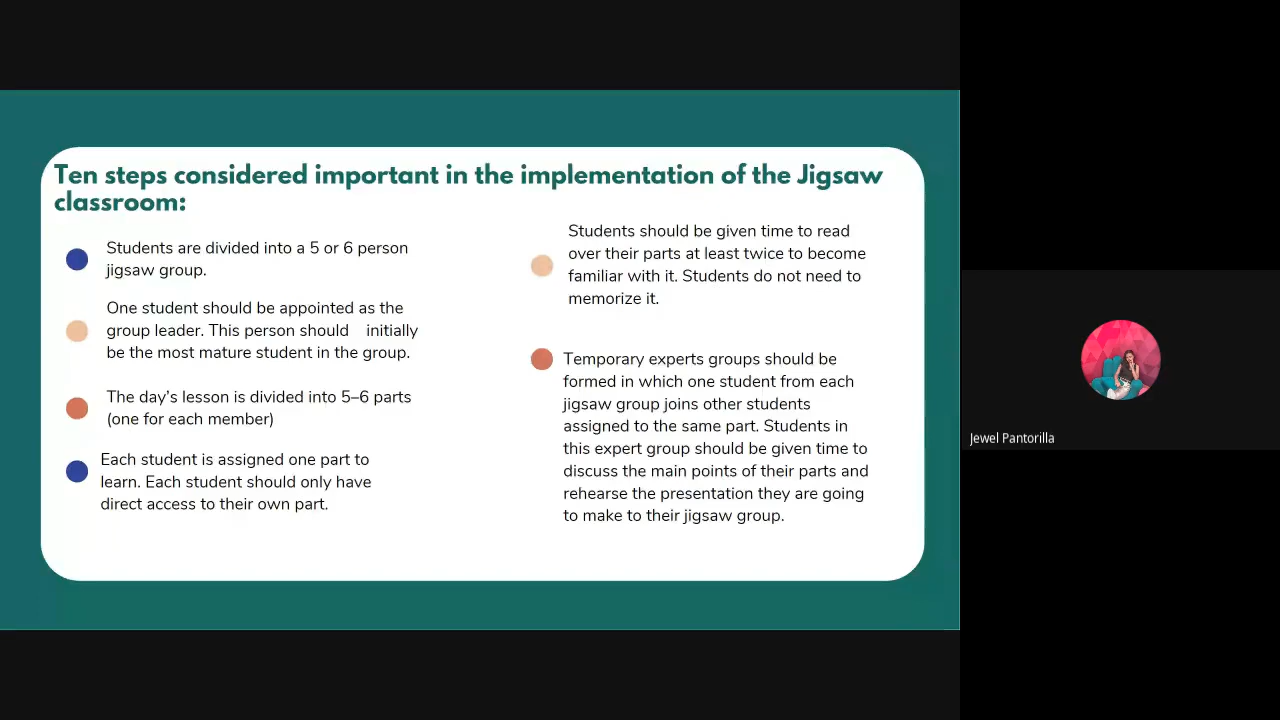 Ten steps considered important in the implementation of the Jigsaw
classroom:
Students are divided into a 5 or 6 person
jigsaw group.
One student should be appointed as the
group leader. This person should initially
be the most mature student in the group.
The day's lesson is divided into 5–6 parts
(one for each member)
Each student is assigned one part to
learn. Each student should only have
direct access to their own part.
Students should be given time to read
over their parts at least twice to become
familiar with it. Students do not need to
memorize it.
Temporary experts groups should be
formed in which one student from each
jigsaw group joins other students
assigned to the same part. Students in
this expert group should be given time to
discuss the main points of their parts and
rehearse the presentation they are going
to make to their jigsaw group.
Jewel Pantorilla